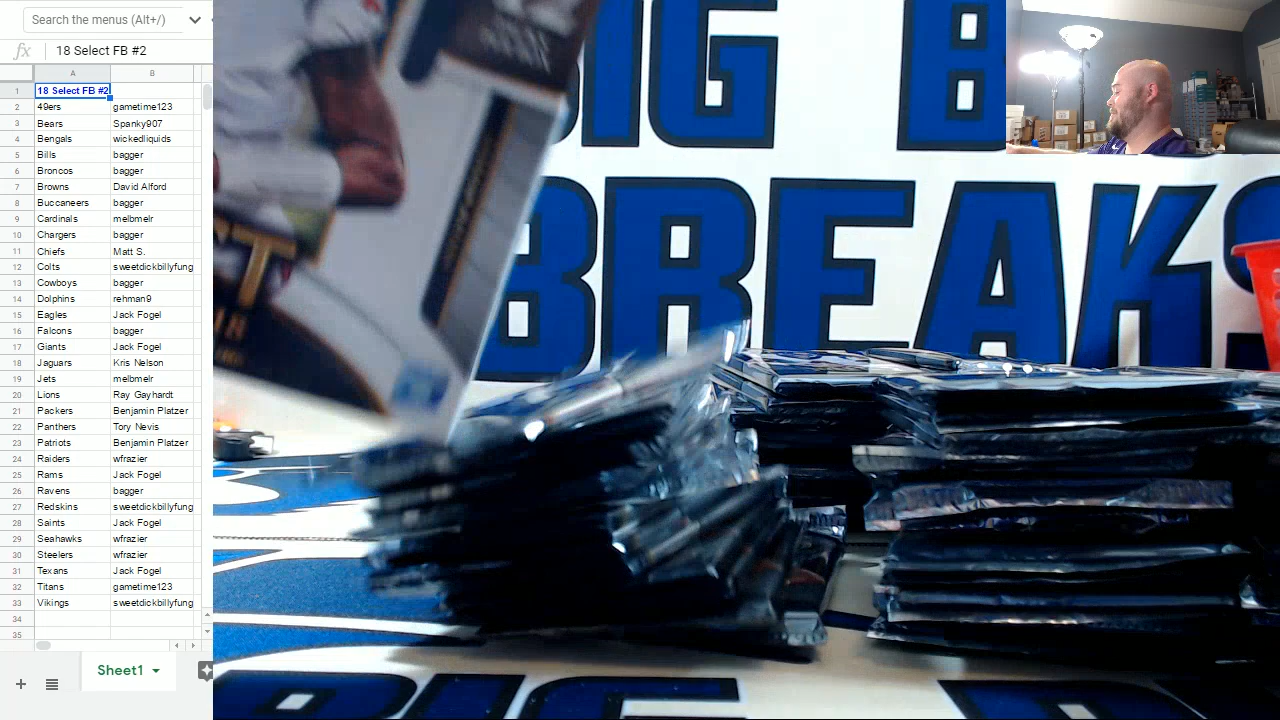 Search the menus (Alt+/)
fx 18 Select FB #2
A B
1 18 Select FB #2
2 49ers gametime123
3 Bears Spanky907
4 Bengals wickedliquids
5 Bills bagger
6 Broncos bagger
7 Browns David Alford
8 Buccaneers bagger
9 Cardinals melbmelr
10 Chargers bagger
11 Chiefs Matt S.
12 Colts sweetdickbillyfung
13 Cowboys bagger
14 Dolphins rehman9
15 Eagles Jack Fogel
16 Falcons bagger
17 Giants Jack Fogel
18 Jaguars Kris Nelson
19 Jets melbmelr
20 Lions Ray Gayhardt
21 Packers Benjamin Platzer
22 Panthers Tory Nevis
23 Patriots Benjamin Platzer
24 Raiders wfrazier
25 Rams Jack Fogel
26 Ravens bagger
27 Redskins sweetdickbillyfung
28 Saints Jack Fogel
29 Seahawks wfrazier
30 Steelers wfrazier
31 Texans Jack Fogel
32 Titans gametime123
33 Vikings sweetdickbillyfung
34
35
Sheet1
BIG B
BREAKS
BIG B